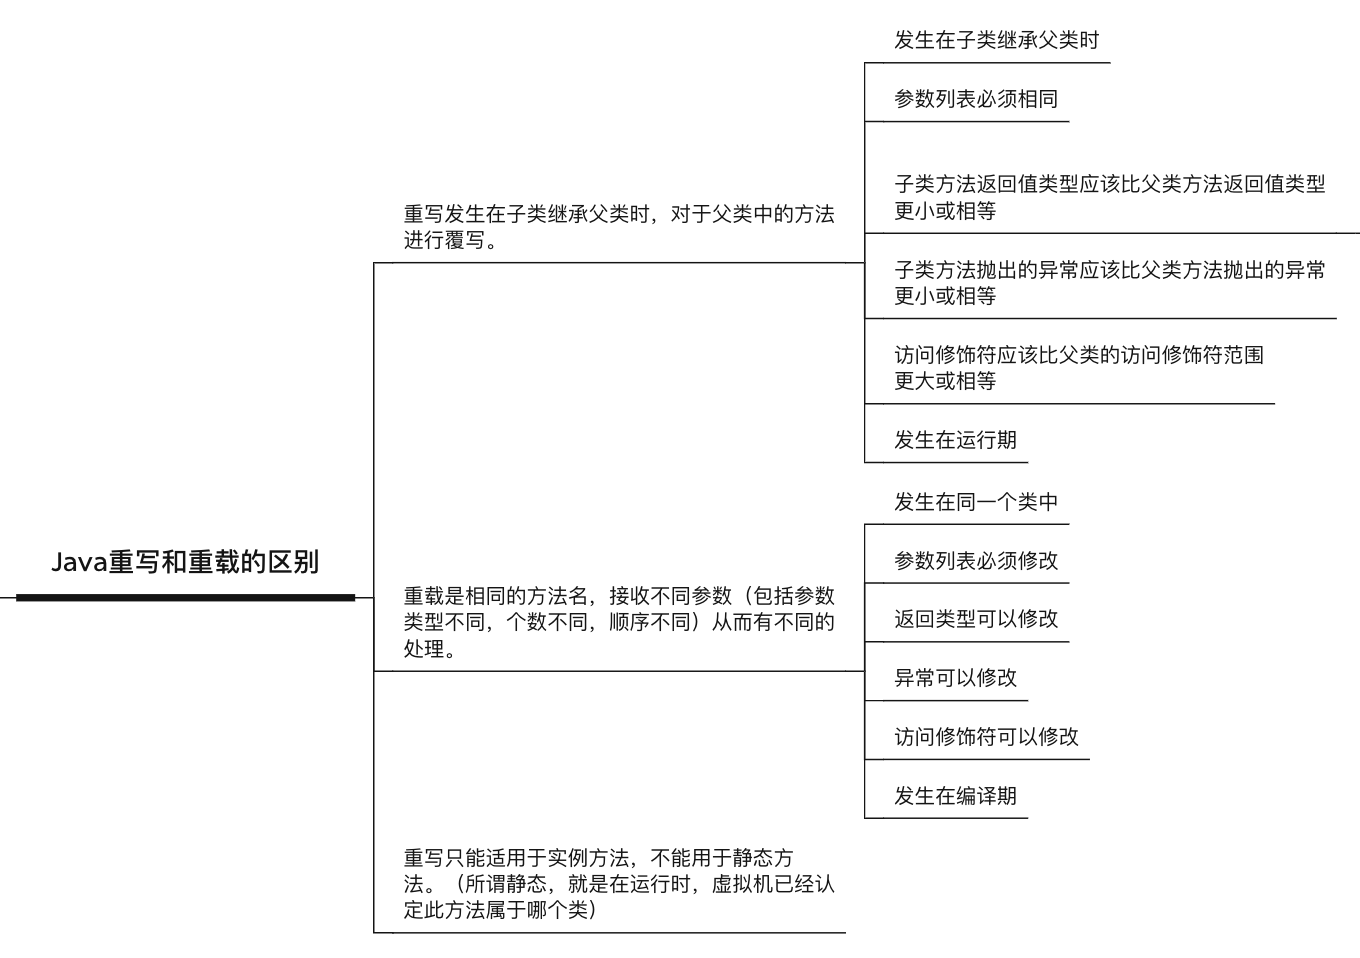 Java重写和重载的区别
重写发生在子类继承父类时，对于父类中的方法
进行覆写。
发生在子类继承父类时
参数列表必须相同
子类方法返回值类型应该比父类方法返回值类型
更小或相等
子类方法抛出的异常应该比父类方法抛出的异常
更小或相等
访问修饰符应该比父类的访问修饰符范围
更大或相等
发生在运行期
重载是相同的方法名，接收不同参数（包括参数
类型不同，个数不同，顺序不同）从而有不同的
处理。
发生在同一个类中
参数列表必须修改
返回类型可以修改
异常可以修改
访问修饰符可以修改
发生在编译期
重写只能适用于实例方法，不能用于静态方
法。（所谓静态，就是在运行时，虚拟机已经认
定此方法属于哪个类）